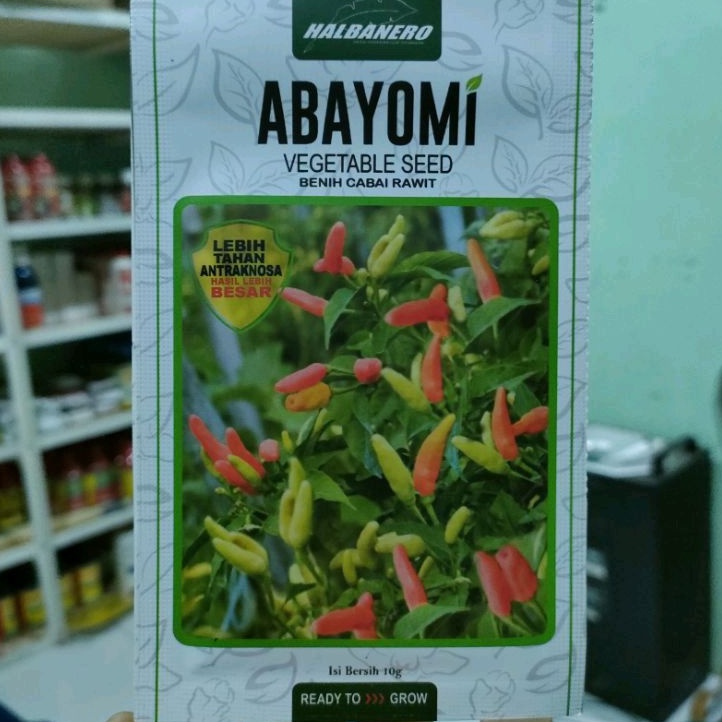 HALBANERO
ABAYOMI
VEGETABLE SEED
BENIH CABAI RAWIT
LEBIH
TAHAN
ANTRAKNOSA
HASIL LEBIH
BESAR
Isi Bersih 10g
READY TO >>> GROW